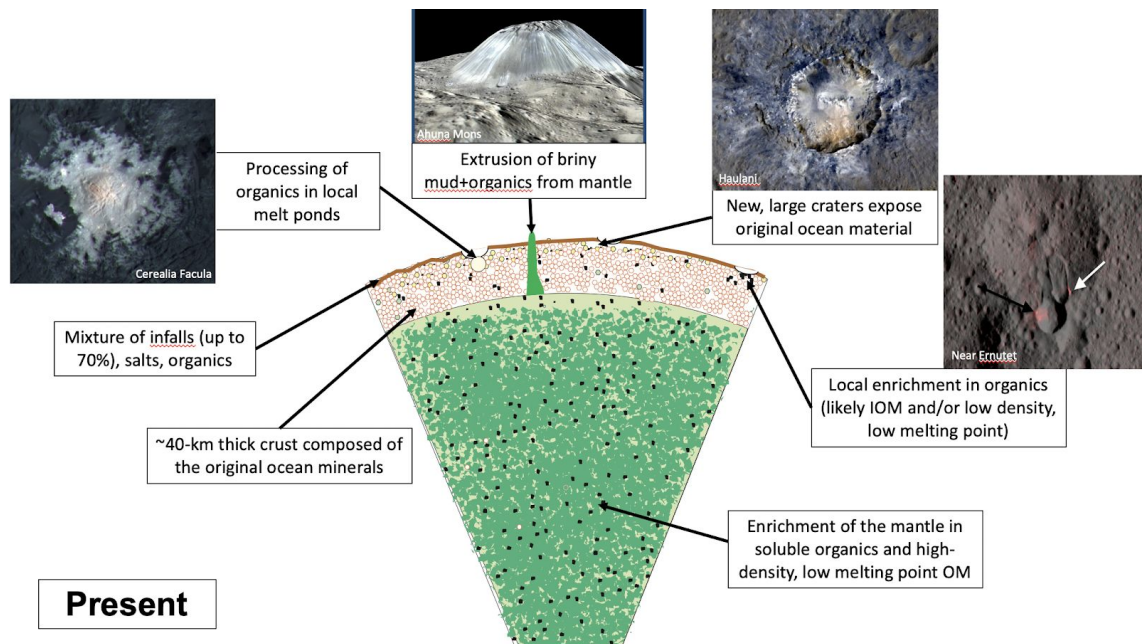 Ahuna Mons
Extrusion of briny
mud+organics from mantle
Haulani
New, large craters expose
original ocean material
Cerealia Facula
Processing of
organics in local
melt ponds
Near Ernutet
Mixture of infalls (up to
70%), salts, organics
Local enrichment in organics
(likely IOM and/or low density,
low melting point)
~40-km thick crust composed of
the original ocean minerals
Enrichment of the mantle in
soluble organics and high-
density, low melting point OM
Present